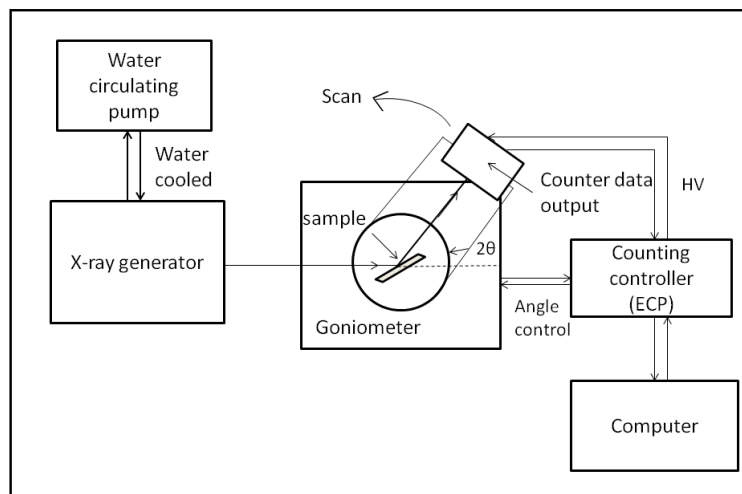 Water
circulating
pump
Scan
Water
cooled
Counter data
output
HV
sample
2θ
X-ray generator
Counting
controller
(ECP)
Goniometer
Angle
control
Computer